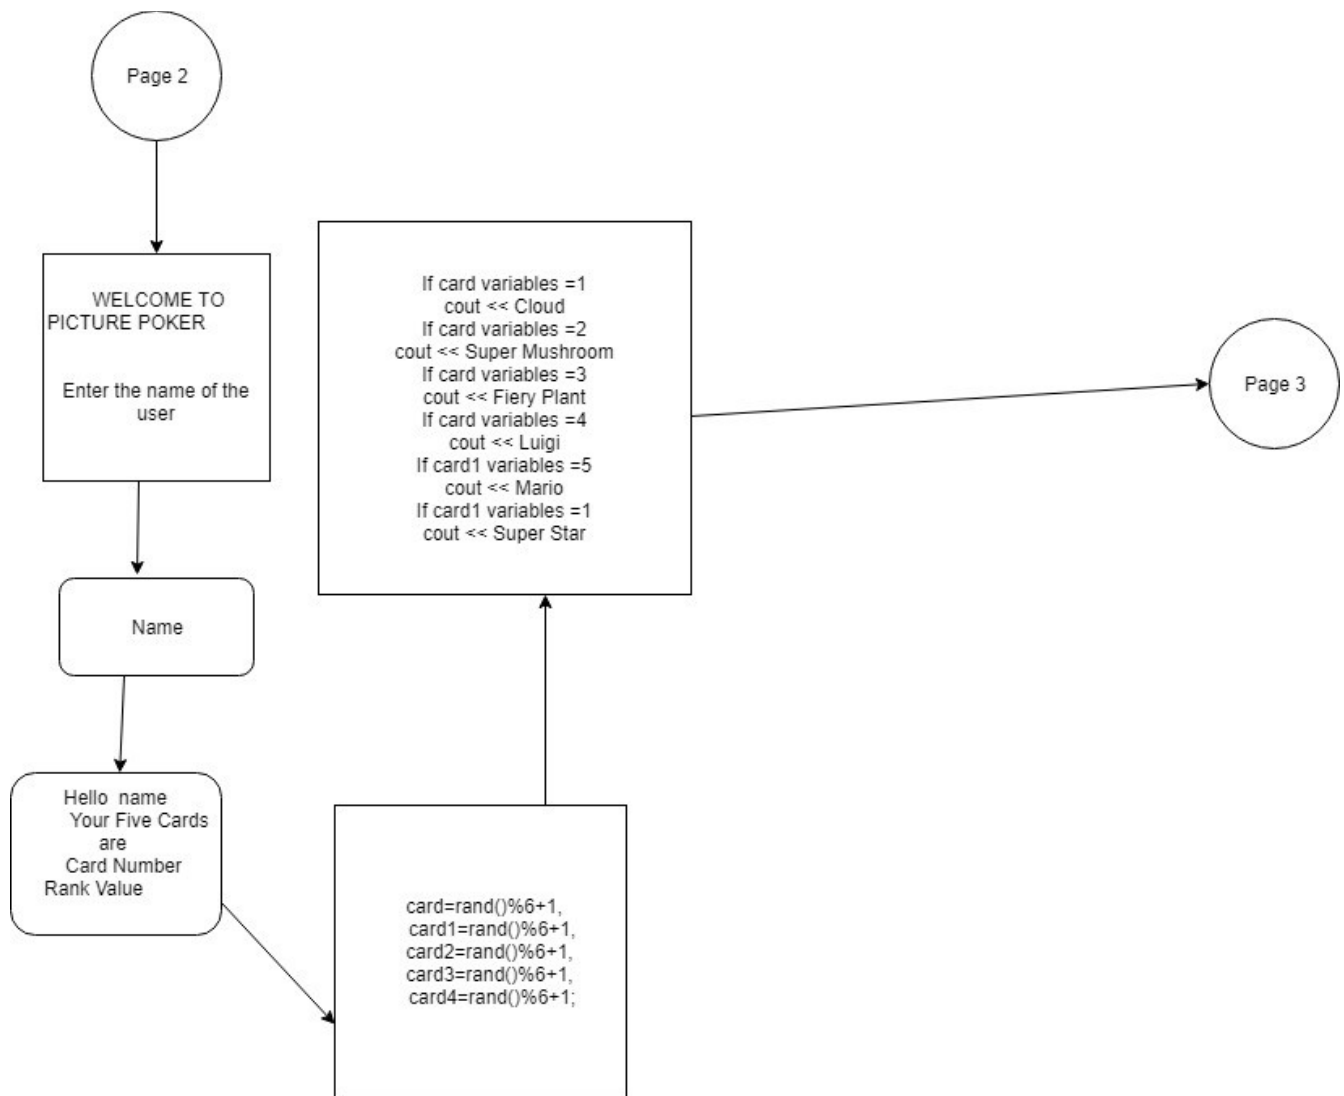 Page 2
WELCOME TO
PICTURE POKER
Enter the name of the
user
Name
Hello name
Your Five Cards
are
Card Number
Rank Value
card=rand()%6+1,
card1=rand()%6+1,
card2=rand()%6+1,
card3=rand()%6+1,
card4=rand()%6+1;
If card variables =1
cout << Cloud
If card variables =2
cout << Super Mushroom
If card variables =3
cout << Fiery Plant
If card variables =4
cout << Luigi
If card1 variables =5
cout << Mario
If card1 variables =1
cout << Super Star
Page 3